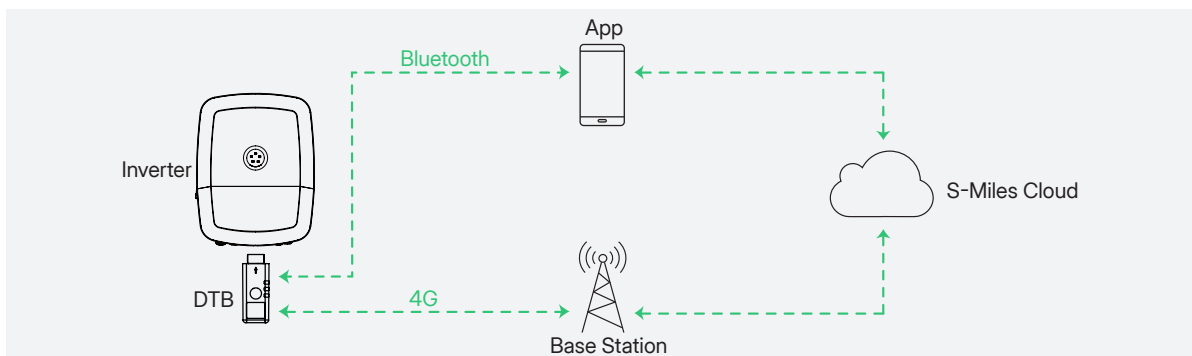 App
Bluetooth
Inverter
S-Miles Cloud
DTB
4G
Base Station